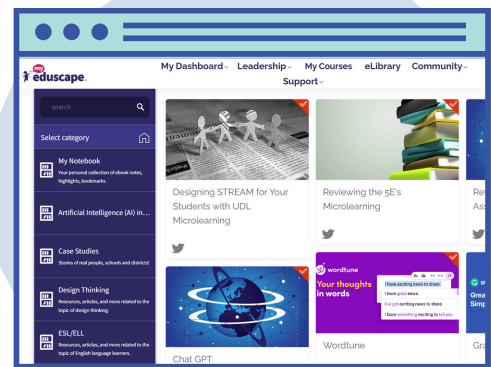 my
eduscape.
My Dashboard
Leadership
My Courses
eLibrary
Community
Support
search
Select category
My Notebook
Your personal collection of ebook notes,
highlights, bookmarks.
Artificial Intelligence (AI) in...
Case Studies
Stories of real people, schools and districts!
Design Thinking
Resources, articles, and more related to the
topic of design thinking.
ESL/ELL
Resources, articles, and more related to the
topic of English language learners.
Designing STREAM for Your
Students with UDL
Microlearning
Reviewing the 5E's
Microlearning
Re
Ass
Chat GPT
wordtune
Your thoughts
in words
I have exciting news to share.
I have great news.
I've got exciting news to share.
I have something exciting to tell you.
Wordtune
Grea
Simp
Gra